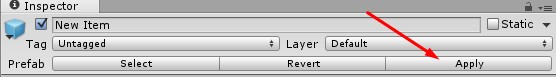 Inspector
New Item Static
Tag Untagged Layer Default
Prefab Select Revert Apply